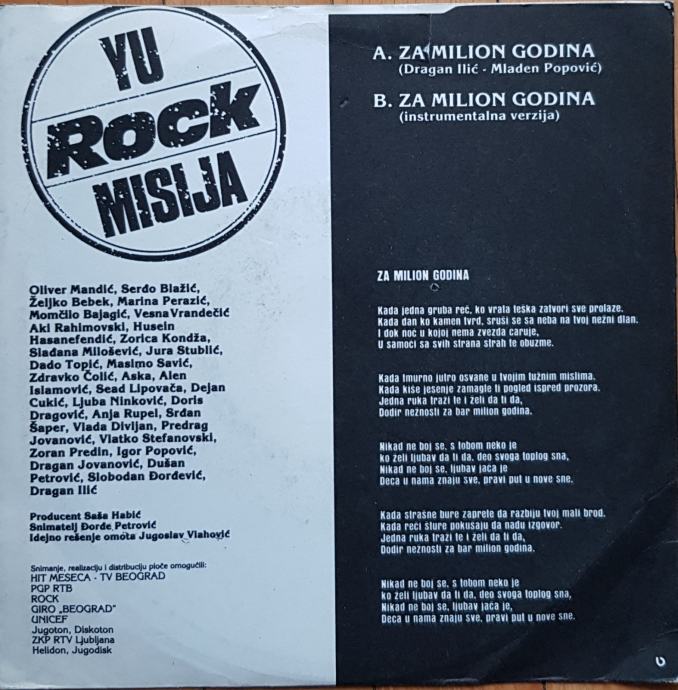 YU
Rock
MISIJA
Oliver Mandić, Serđo Blažić,
Željko Bebek, Marina Perazić,
Momčilo Bajagić, Vesna Vrandečić
Aki Rahimovski, Husein
Hasanefendić, Zorica Kondža,
Slađana Milošević, Jura Stublić,
Dado Topić, Masimo Savić,
Zdravko Čolić, Aska, Alen
Islamović, Sead Lipovača, Dejan
Cukić, Ljuba Ninković, Doris
Dragović, Anja Rupel, Srđan
Šaper, Vlada Divljan, Predrag
Jovanović, Vlatko Stefanovski,
Zoran Predin, Igor Popović,
Dragan Jovanović, Dušan
Petrović, Slobodan Đorđević,
Dragan Ilić
Producent Saša Habić
Snimatelj Đorđe Petrović
Idejno rešenje omota Jugoslav Vlahović
Snimanje, realizaciju i distribuciju ploče omogućili:
HIT MESECA - TV BEOGRAD
PGP RTB
ROCK
GIRO „BEOGRAD"
UNICEF
Jugoton, Diskoton
ZKP RTV Ljubljana
Helidon, Jugodisk
A. ZA MILION GODINA
(Dragan Ilić - Mladen Popović)
B. ZA MILION GODINA
(instrumentalna verzija)
ZA MILION GODINA
Kada jedna gruba reč, ko vrata teška zatvori sve prolaze.
Kada dan ko kamen tvrd, sruši se sa neba na tvoj nežni dlan.
I dok noć u kojoj nema zvezda caruje,
U samoći sa svih strana strah te obuzme.
Kada tmurno jutro osvane u tvojim tužnim mislima.
Kada kiše jesenje zamagle ti pogled ispred prozora.
Jedna ruka traži te i želi da ti da,
Dodir nežnosti za bar milion godina.
Nikad ne boj se, s tobom neko je
ko želi ljubav da ti da, deo svoga toplog sna,
Nikad ne boj se, ljubav jača je
Deca u nama znaju sve, pravi put u nove sne.
Kada strašne bure zaprete da razbiju tvoj mali brod.
Kada reči šture pokušaju da nađu izgovor.
Jedna ruka traži te i želi da ti da,
Dodir nežnosti za bar milion godina.
Nikad ne boj se, s tobom neko je
ko želi ljubav da ti da, deo svoga toplog sna,
Nikad ne boj se, ljubav jača je,
Deca u nama znaju sve, pravi put u nove sne.